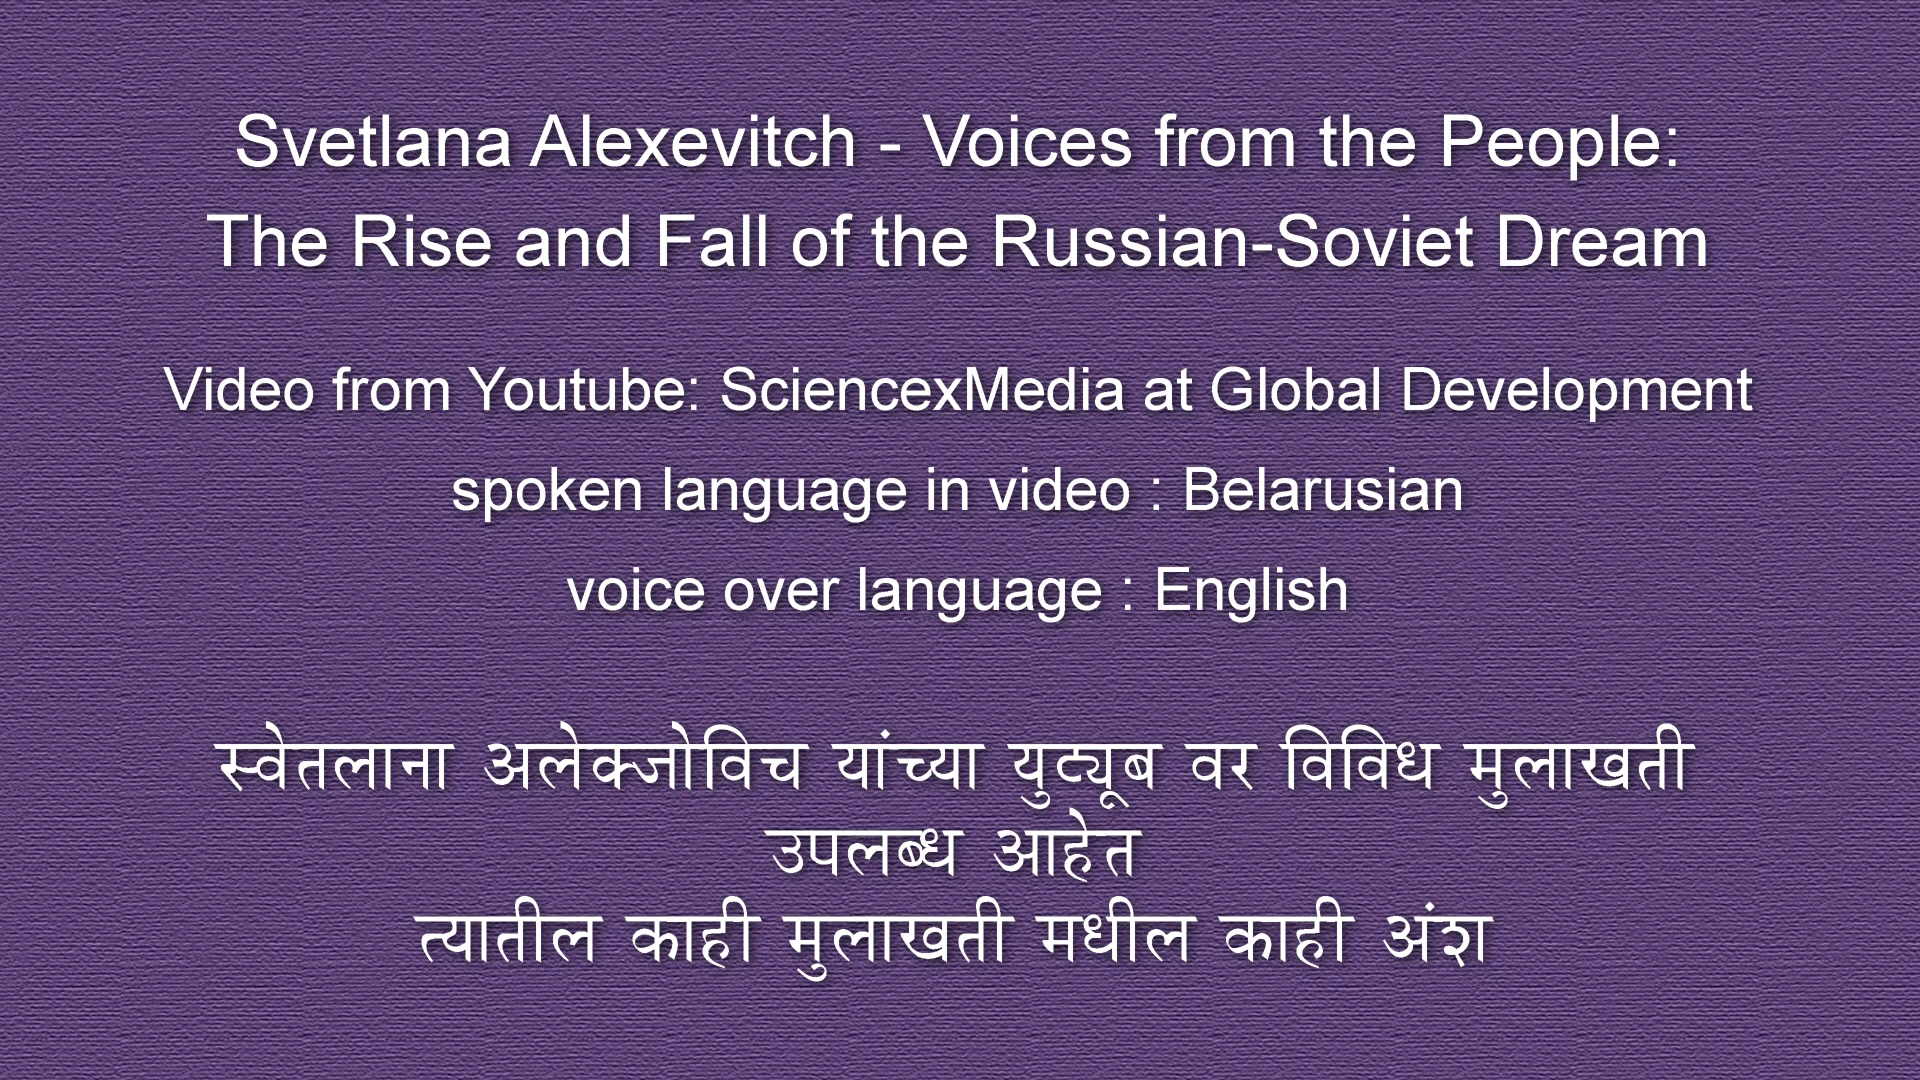 Svetlana Alexevitch - Voices from the People:
The Rise and Fall of the Russian-Soviet Dream
Video from Youtube: SciencexMedia at Global Development
spoken language in video : Belarusian
voice over language : English
स्वेतलाना अलेक्जोविच यांच्या युट्यूब वर विविध मुलाखती
उपलब्ध आहेत
त्यातील काही मुलाखती मधील काही अंश